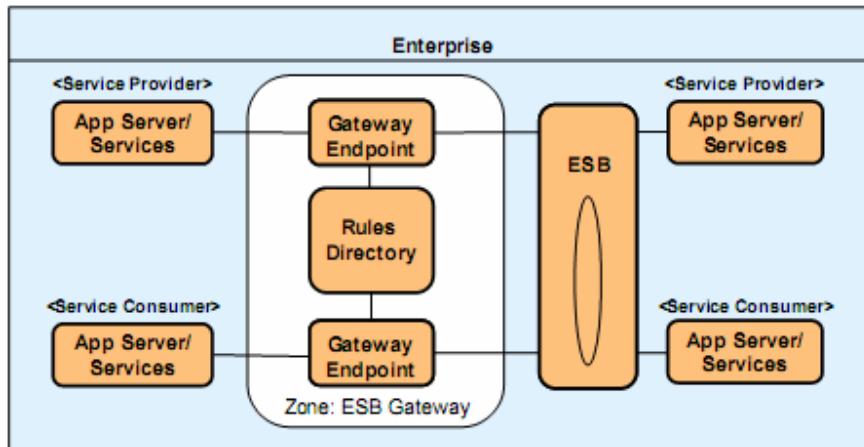 Enterprise
<Service Provider>
App Server/
Services
Gateway
Endpoint
Rules
Directory
<Service Consumer>
App Server/
Services
Gateway
Endpoint
Zone: ESB Gateway
ESB
<Service Provider>
App Server/
Services
<Service Consumer>
App Server/
Services